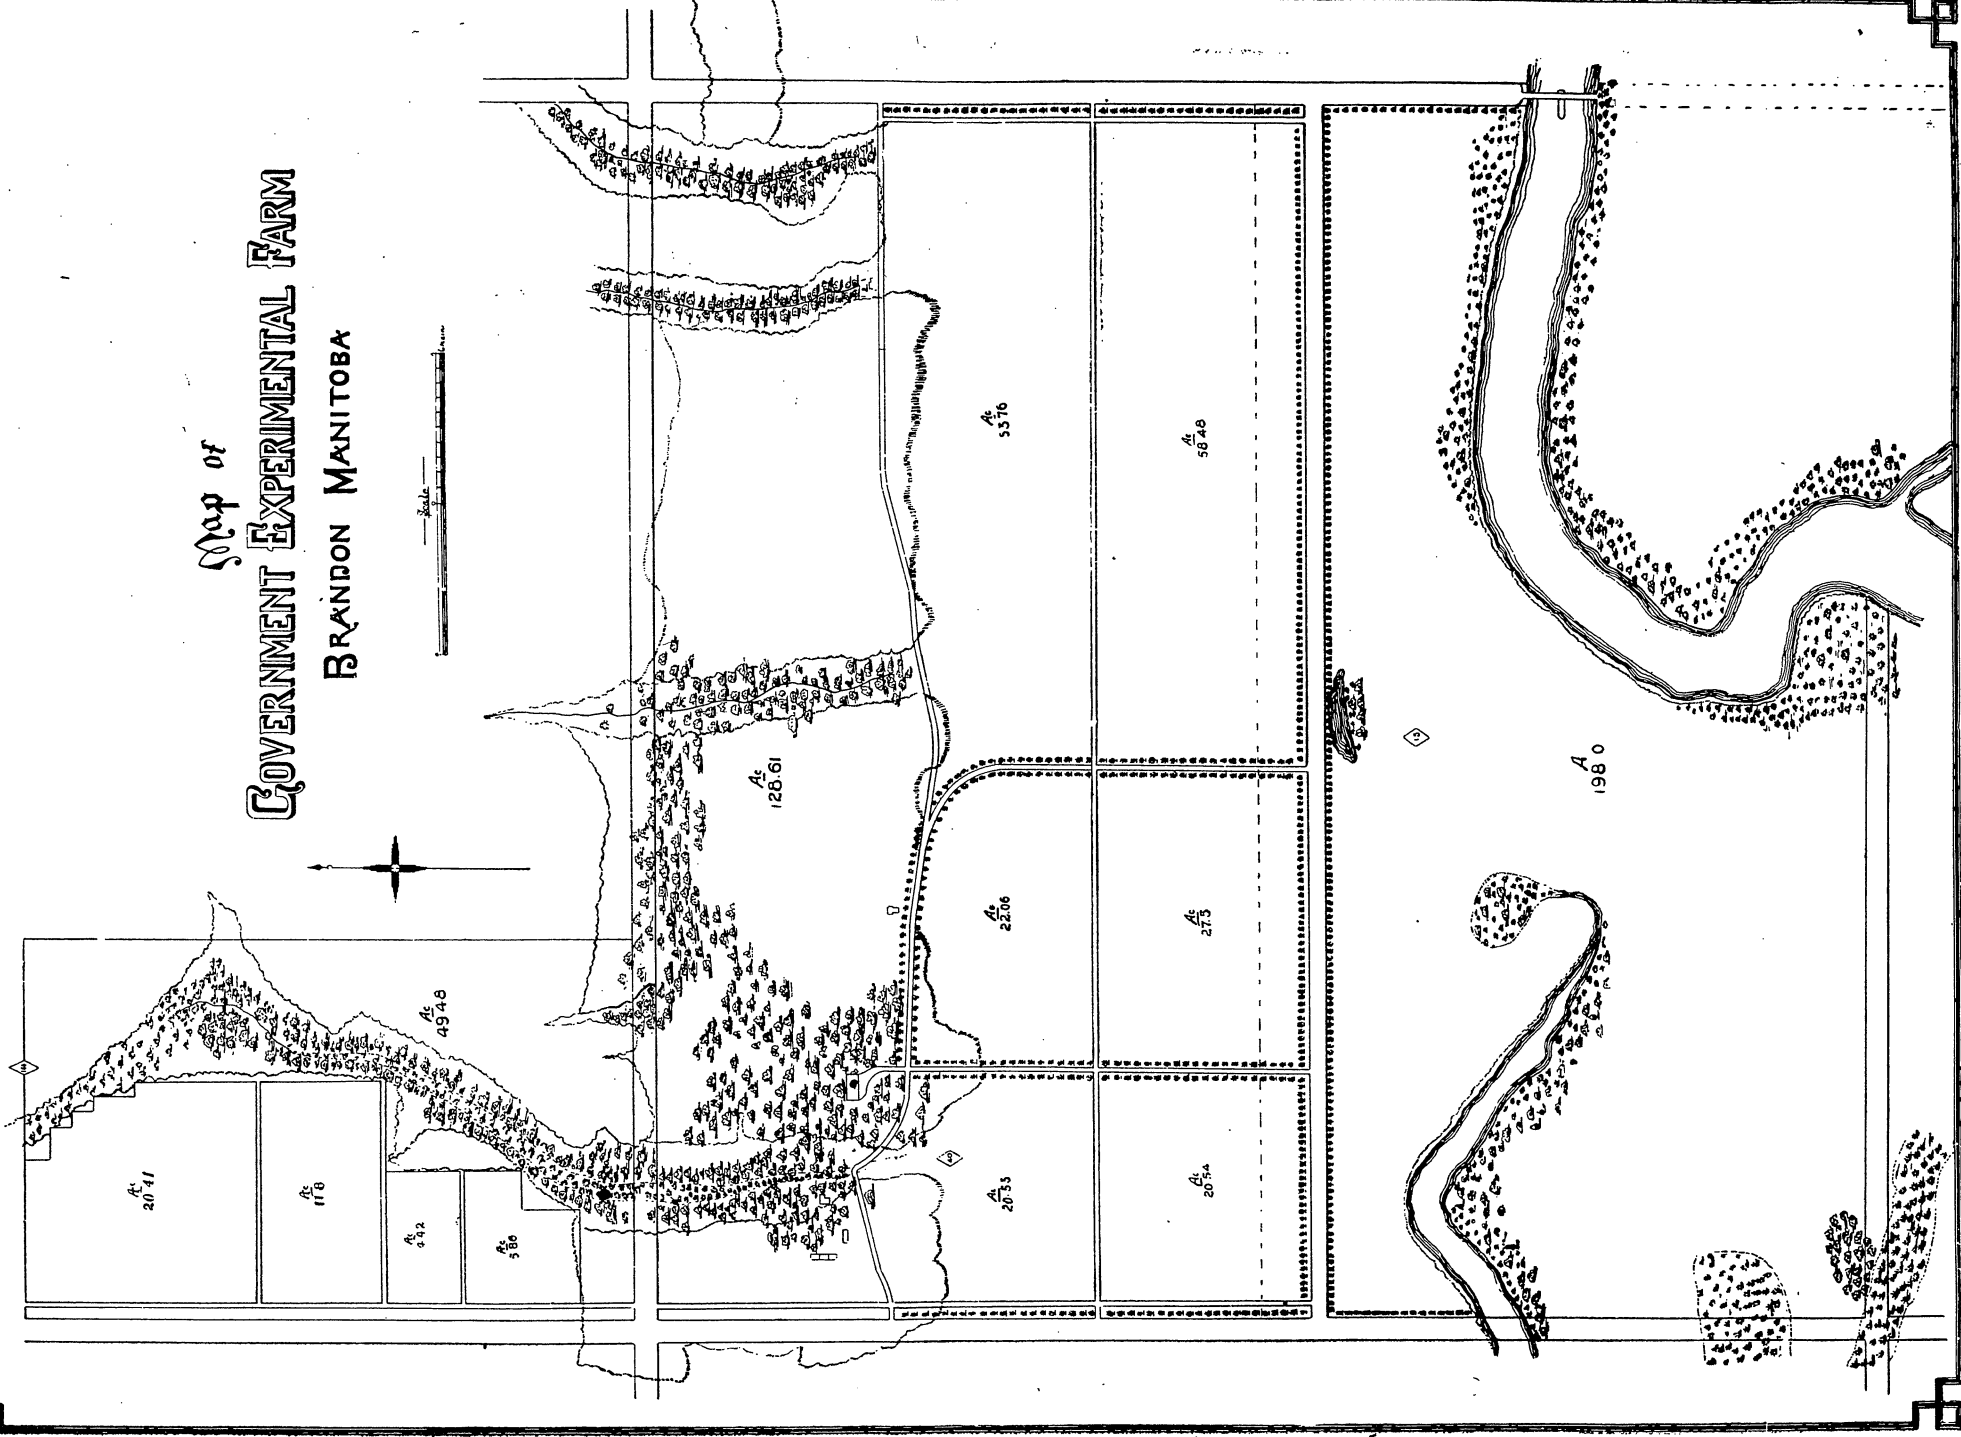 Map of
GOVERNMENT EXPERIMENTAL FARM
BRANDON MANITOBA
Scale
Ac
20.41
Ac
11.8
Ac
4.42
Ac
5.86
Ac
49.48
Ac
128.61
Ac
53.76
Ac
58.48
Ac
22.06
Ac
27.5
Ac
20.53
Ac
20.54
A
198 0